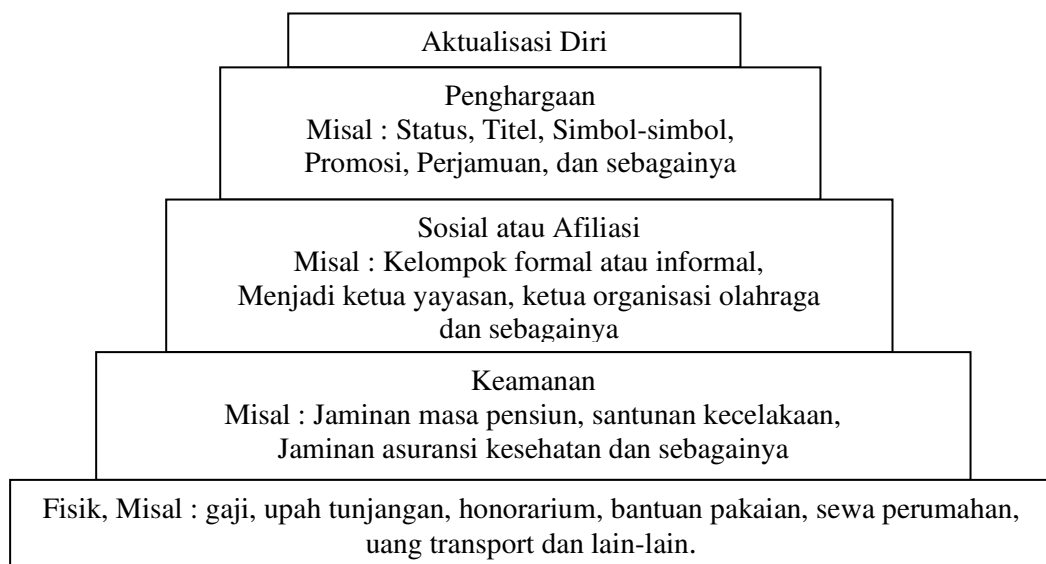 Aktualisasi Diri
Penghargaan
Misal : Status, Titel, Simbol-simbol,
Promosi, Perjamuan, dan sebagainya
Sosial atau Afiliasi
Misal : Kelompok formal atau informal,
Menjadi ketua yayasan, ketua organisasi olahraga
dan sebagainya
Keamanan
Misal : Jaminan masa pensiun, santunan kecelakaan,
Jaminan asuransi kesehatan dan sebagainya
Fisik, Misal : gaji, upah tunjangan, honorarium, bantuan pakaian, sewa perumahan,
uang transport dan lain-lain.